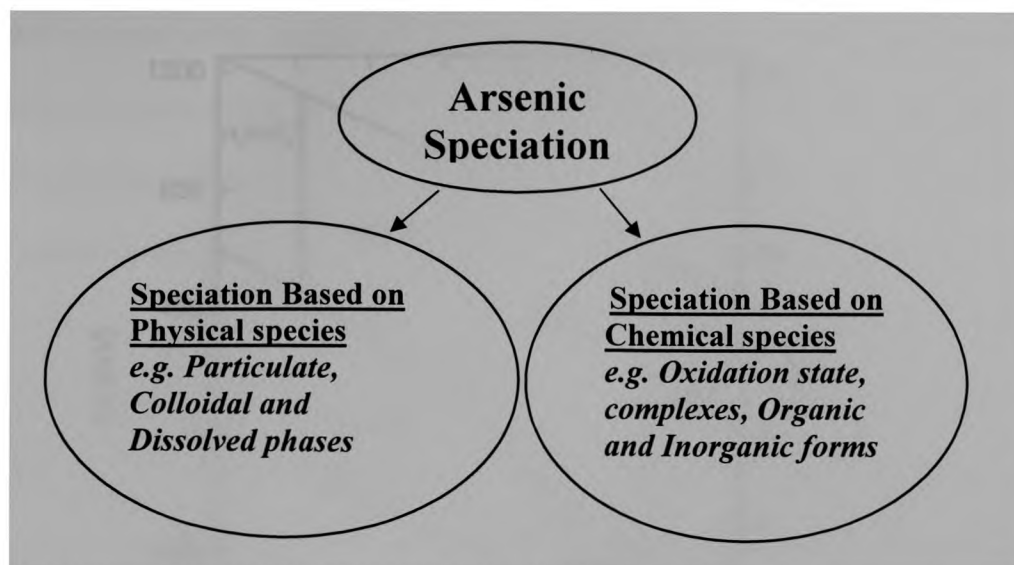 Arsenic
Speciation
Speciation Based on
Physical species
e.g. Particulate,
Colloidal and
Dissolved phases
Speciation Based on
Chemical species
e.g. Oxidation state,
complexes, Organic
and Inorganic forms